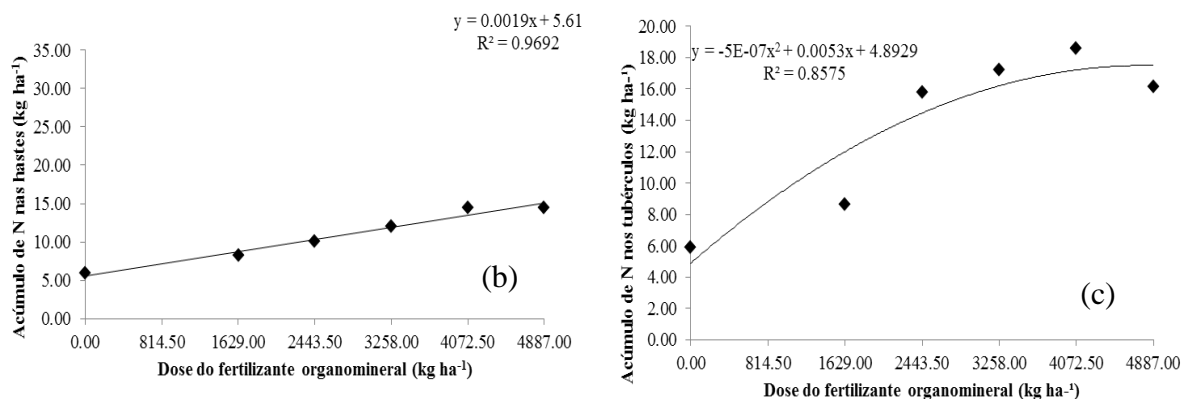 y = 0.0019x + 5.61
R² = 0.9692
Acúmulo de N nas hastes (kg ha⁻¹)
35.00
30.00
25.00
20.00
15.00
10.00
5.00
0.00
(b)
0.00 814.50 1629.00 2443.50 3258.00 4072.50 4887.00
Dose do fertilizante organomineral (kg ha⁻¹)
y = -5E-07x² + 0.0053x + 4.8929
R² = 0.8575
Acúmulo de N nos tubérculos (kg ha-¹)
20.00
18.00
16.00
14.00
12.00
10.00
8.00
6.00
4.00
2.00
0.00
(c)
0.00 814.50 1629.00 2443.50 3258.00 4072.50 4887.00
Dose do fertilizante organomineral (kg ha-¹)